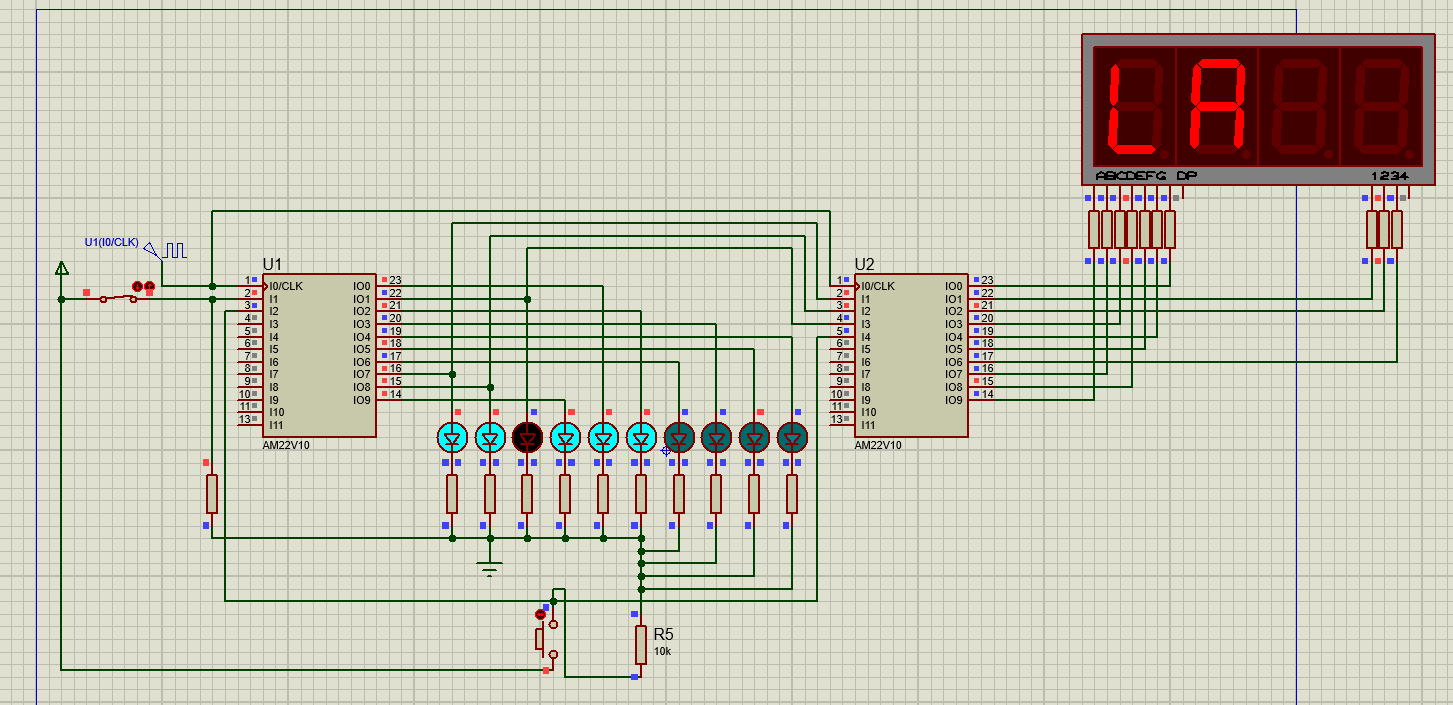 LA
ABCDEFG DP
1234
U1(I0/CLK)
U1
1 I0/CLK IO0 23
2 I1 IO1 22
3 I2 IO2 21
4 I3 IO3 20
5 I4 IO4 19
6 I5 IO5 18
7 I6 IO6 17
8 I7 IO7 16
9 I8 IO8 15
10 I9 IO9 14
11 I10
13 I11
AM22V10
U2
1 I0/CLK IO0 23
2 I1 IO1 22
3 I2 IO2 21
4 I3 IO3 20
5 I4 IO4 19
6 I5 IO5 18
7 I6 IO6 17
8 I7 IO7 16
9 I8 IO8 15
10 I9 IO9 14
11 I10
13 I11
AM22V10
R5
10k